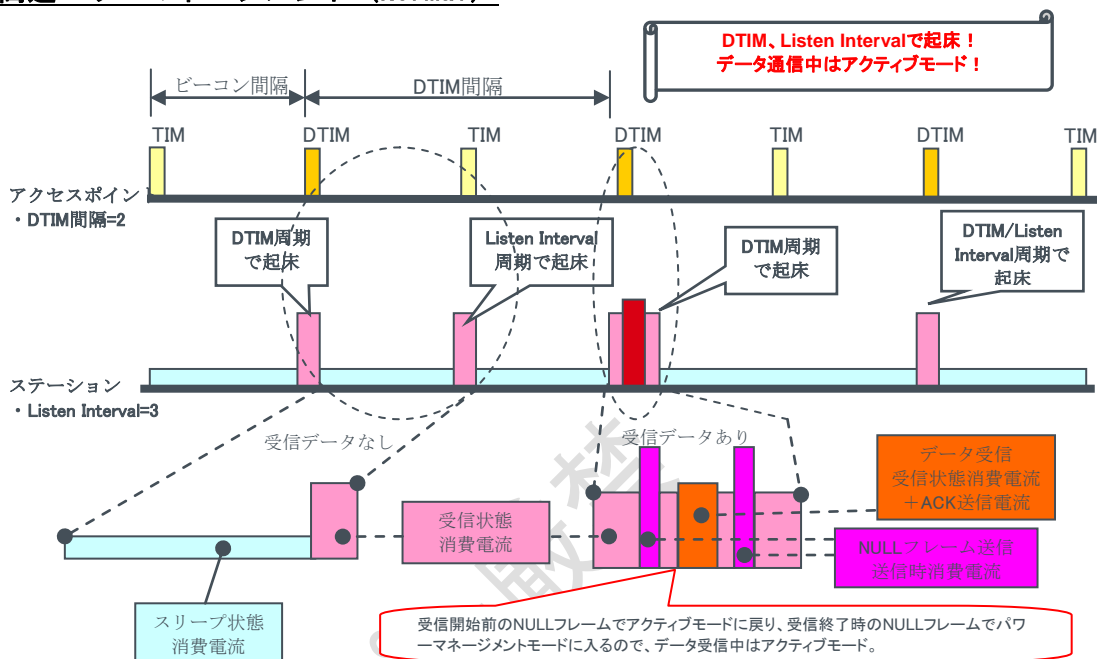 DTIM、Listen Intervalで起床！
データ通信中はアクティブモード！
ビーコン間隔
DTIM間隔
TIM
DTIM
TIM
DTIM
TIM
DTIM
TIM
アクセスポイント
・DTIM間隔=2
DTIM周期
で起床
Listen Interval
周期で起床
DTIM周期
で起床
DTIM/Listen
Interval周期で
起床
ステーション
・Listen Interval=3
受信データなし
受信データあり
データ受信
受信状態消費電流
＋ACK送信電流
受信状態
消費電流
NULLフレーム送信
送信時消費電流
スリープ状態
消費電流
受信開始前のNULLフレームでアクティブモードに戻り、受信終了時のNULLフレームでパワ
ーマネージメントモードに入るので、データ受信中はアクティブモード。